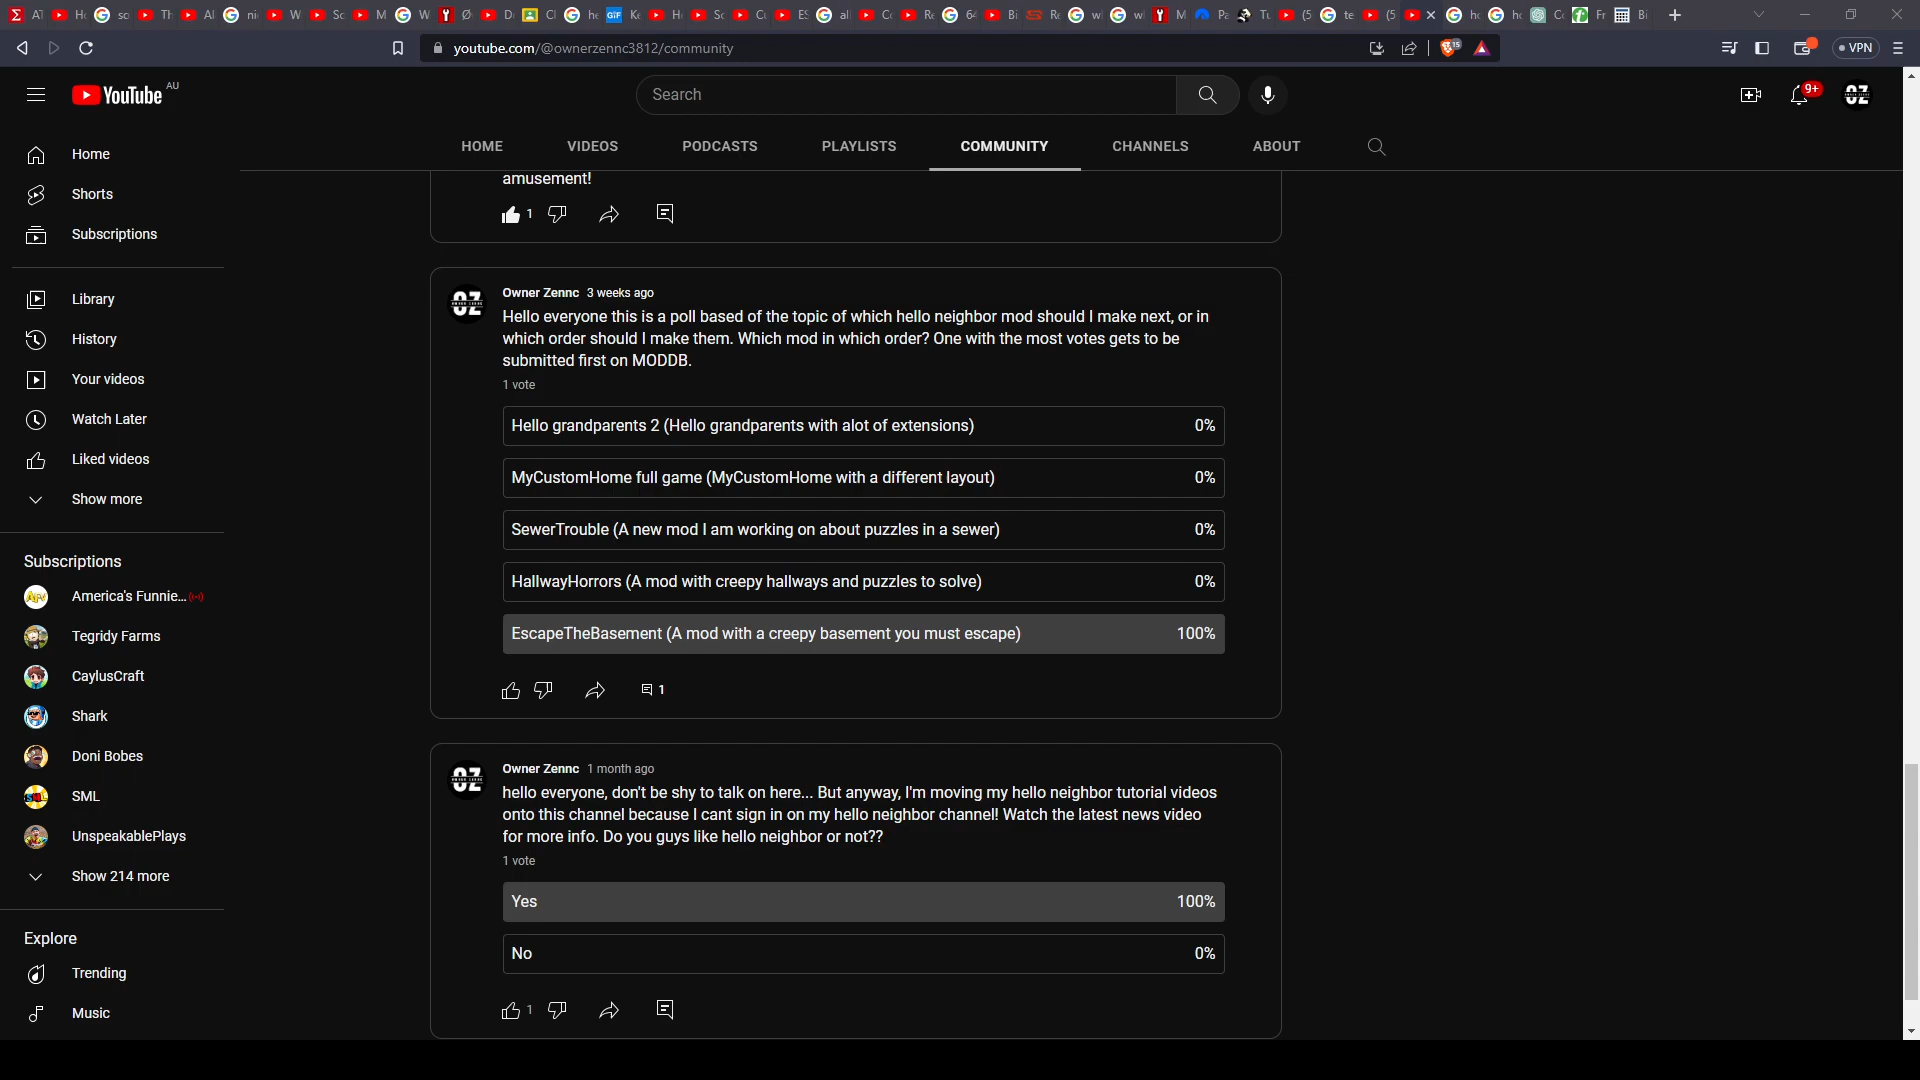 youtube.com/@ownerzennc3812/community
VPN
YouTube AU
Search
9+
HOME VIDEOS PODCASTS PLAYLISTS COMMUNITY CHANNELS ABOUT
Home
Shorts
Subscriptions
Library
History
Your videos
Watch Later
Liked videos
Show more
Subscriptions
America's Funnie...
Tegridy Farms
CaylusCraft
Shark
Doni Bobes
SML
UnspeakablePlays
Show 214 more
Explore
Trending
Music
amusement!
1
Owner Zennc 3 weeks ago
Hello everyone this is a poll based of the topic of which hello neighbor mod should I make next, or in
which order should I make them. Which mod in which order? One with the most votes gets to be
submitted first on MODDB.
1 vote
Hello grandparents 2 (Hello grandparents with alot of extensions) 0%
MyCustomHome full game (MyCustomHome with a different layout) 0%
SewerTrouble (A new mod I am working on about puzzles in a sewer) 0%
HallwayHorrors (A mod with creepy hallways and puzzles to solve) 0%
EscapeTheBasement (A mod with a creepy basement you must escape) 100%
1
Owner Zennc 1 month ago
hello everyone, don't be shy to talk on here... But anyway, I'm moving my hello neighbor tutorial videos
onto this channel because I cant sign in on my hello neighbor channel! Watch the latest news video
for more info. Do you guys like hello neighbor or not??
1 vote
Yes 100%
No 0%
1